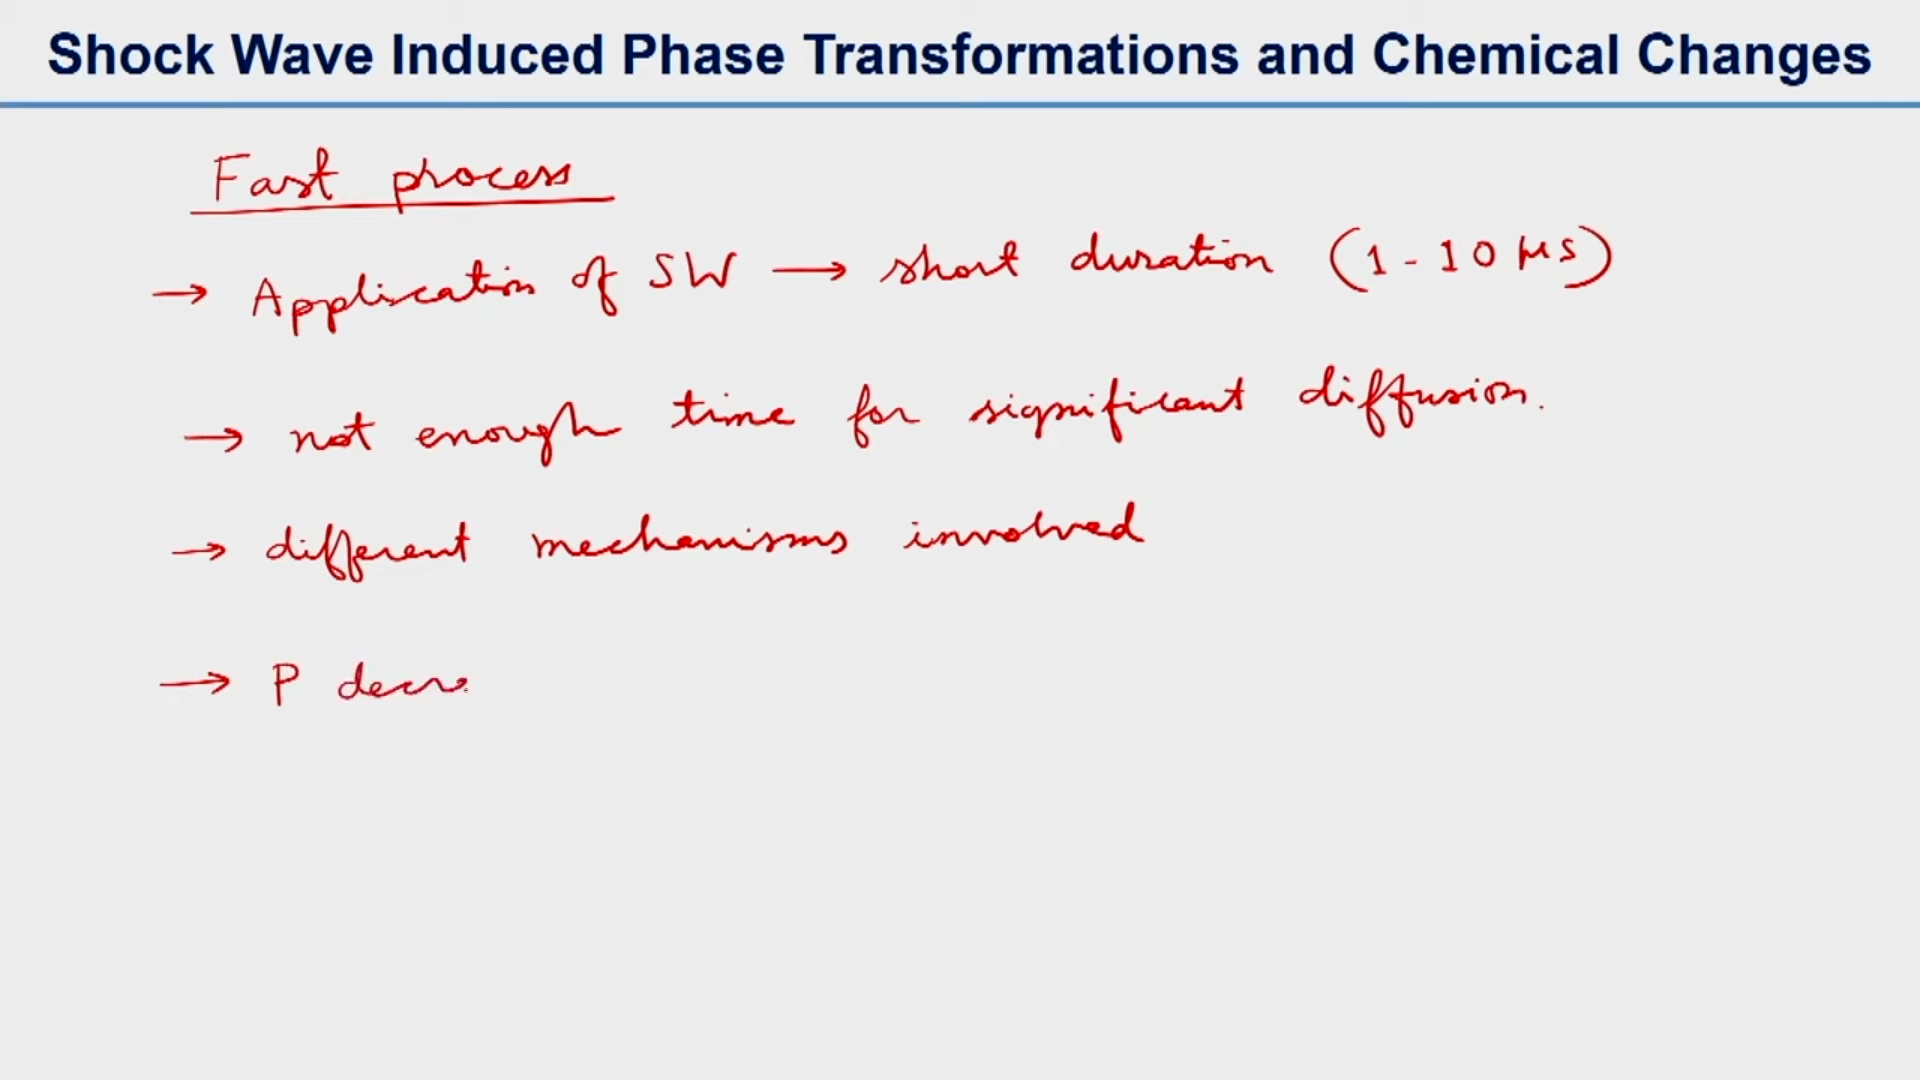 Shock Wave Induced Phase Transformations and Chemical Changes
Fast process
→ Application of SW → short duration (1-10 μs)
→ not enough time for significant diffusion.
→ different mechanisms involved
→ P decre